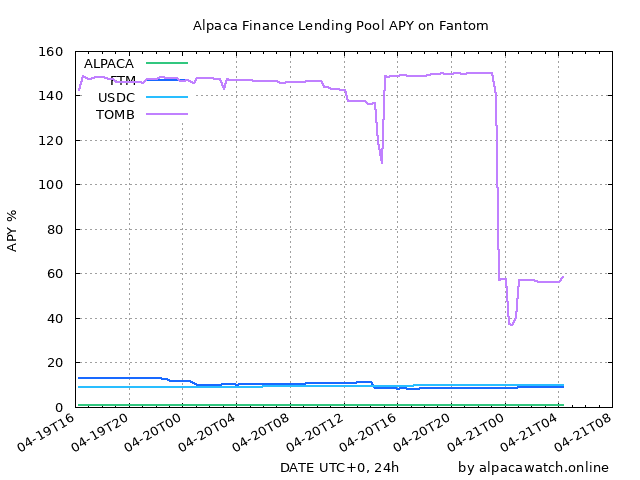 Alpaca Finance Lending Pool APY on Fantom
160
140
120
100
80
60
40
20
0
APY %
ALPACA
FTM
USDC
TOMB
04-19T16
04-19T20
04-20T00
04-20T04
04-20T08
04-20T12
04-20T16
04-20T20
04-21T00
04-21T04
04-21T08
DATE UTC+0, 24h
by alpacawatch.online